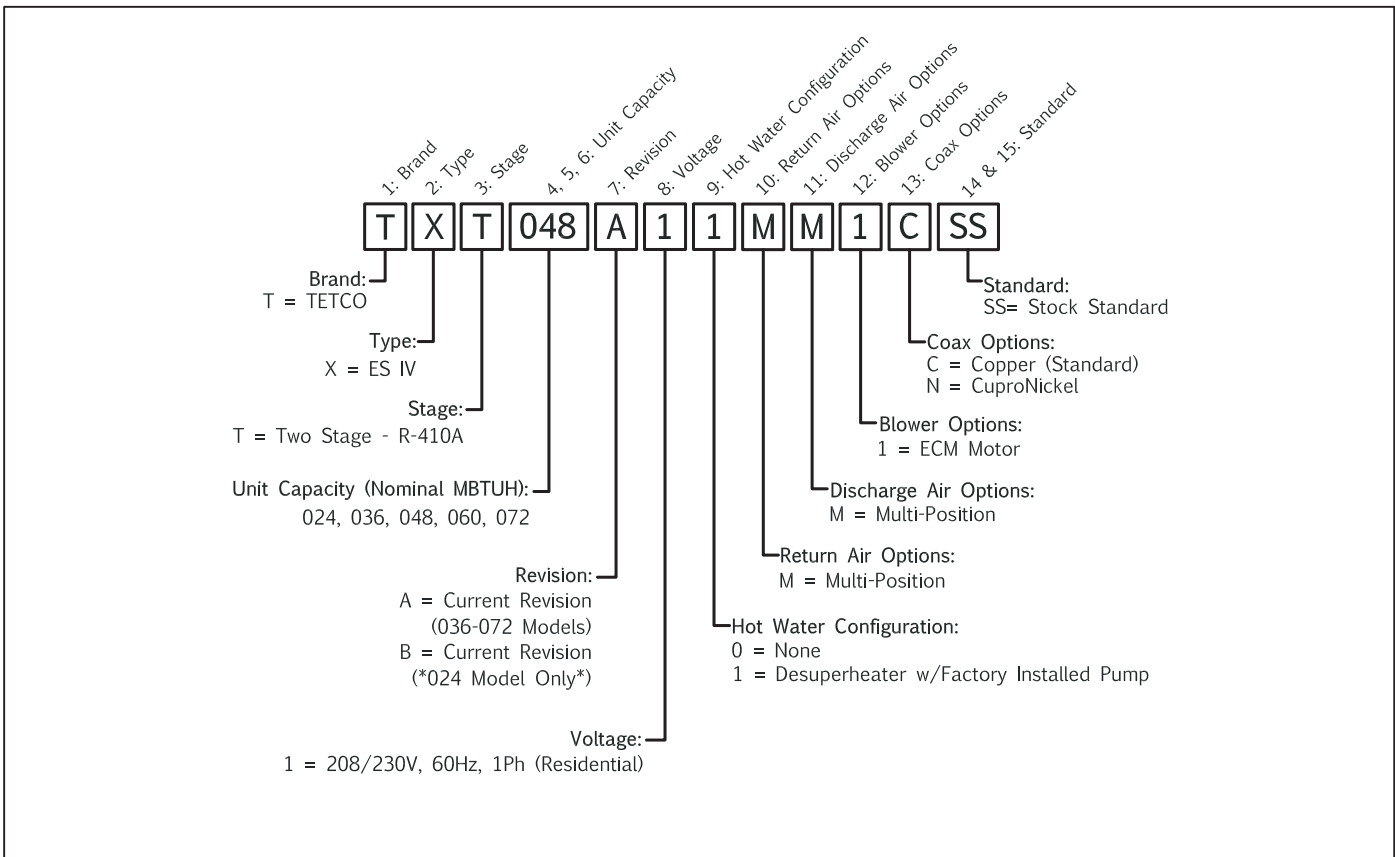 1: Brand
2: Type
3: Stage
4, 5, 6: Unit Capacity
7: Revision
8: Voltage
9: Hot Water Configuration
10: Return Air Options
11: Discharge Air Options
12: Blower Options
13: Coax Options
14 & 15: Standard
T X T 048 A 1 1 M M 1 C SS
Brand:
T = TETCO
Type:
X = ES IV
Stage:
T = Two Stage - R-410A
Unit Capacity (Nominal MBTUH):
024, 036, 048, 060, 072
Revision:
A = Current Revision
(036-072 Models)
B = Current Revision
(*024 Model Only*)
Voltage:
1 = 208/230V, 60Hz, 1Ph (Residential)
Standard:
SS= Stock Standard
Coax Options:
C = Copper (Standard)
N = CuproNickel
Blower Options:
1 = ECM Motor
Discharge Air Options:
M = Multi-Position
Return Air Options:
M = Multi-Position
Hot Water Configuration:
0 = None
1 = Desuperheater w/Factory Installed Pump